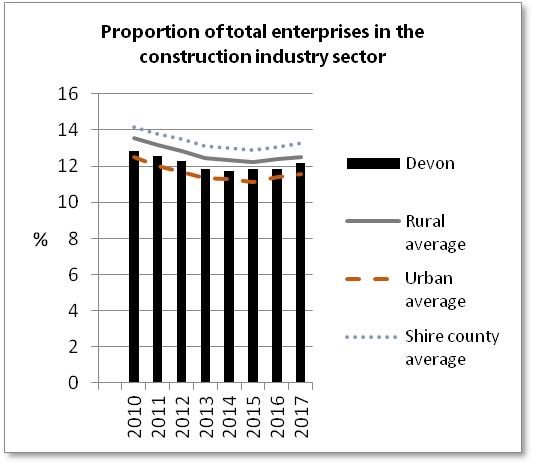 Proportion of total enterprises in the
construction industry sector
16
14
12
10
8
6
4
2
0
%
2010
2011
2012
2013
2014
2015
2016
2017
Devon
Rural
average
Urban
average
Shire county
average